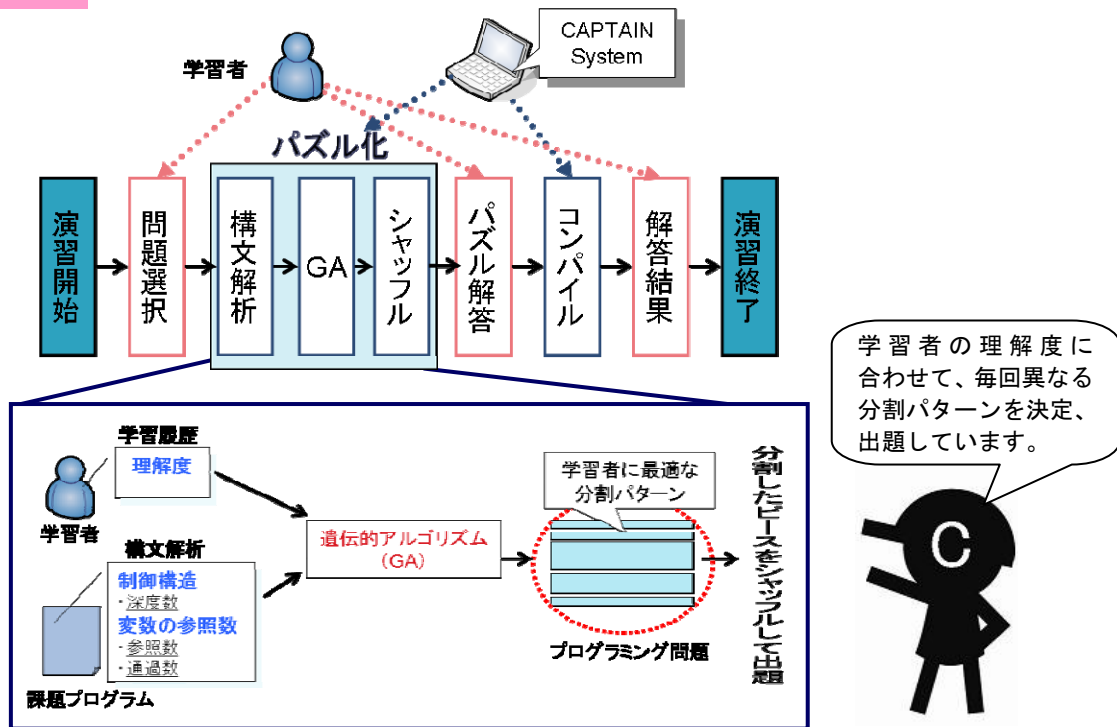 CAPTAIN
System
学習者
パズル化
演習開始
問題選択
構文解析
GA
シャッフル
パズル解答
コンパイル
解答結果
演習終了
学習者の理解度に
合わせて、毎回異なる
分割パターンを決定、
出題しています。
C
学習履歴
理解度
学習者
構文解析
制御構造
・深度数
変数の参照数
・参照数
・通過数
課題プログラム
遺伝的アルゴリズム
(GA)
学習者に最適な
分割パターン
プログラミング問題
分割したピースをシャッフルして出題